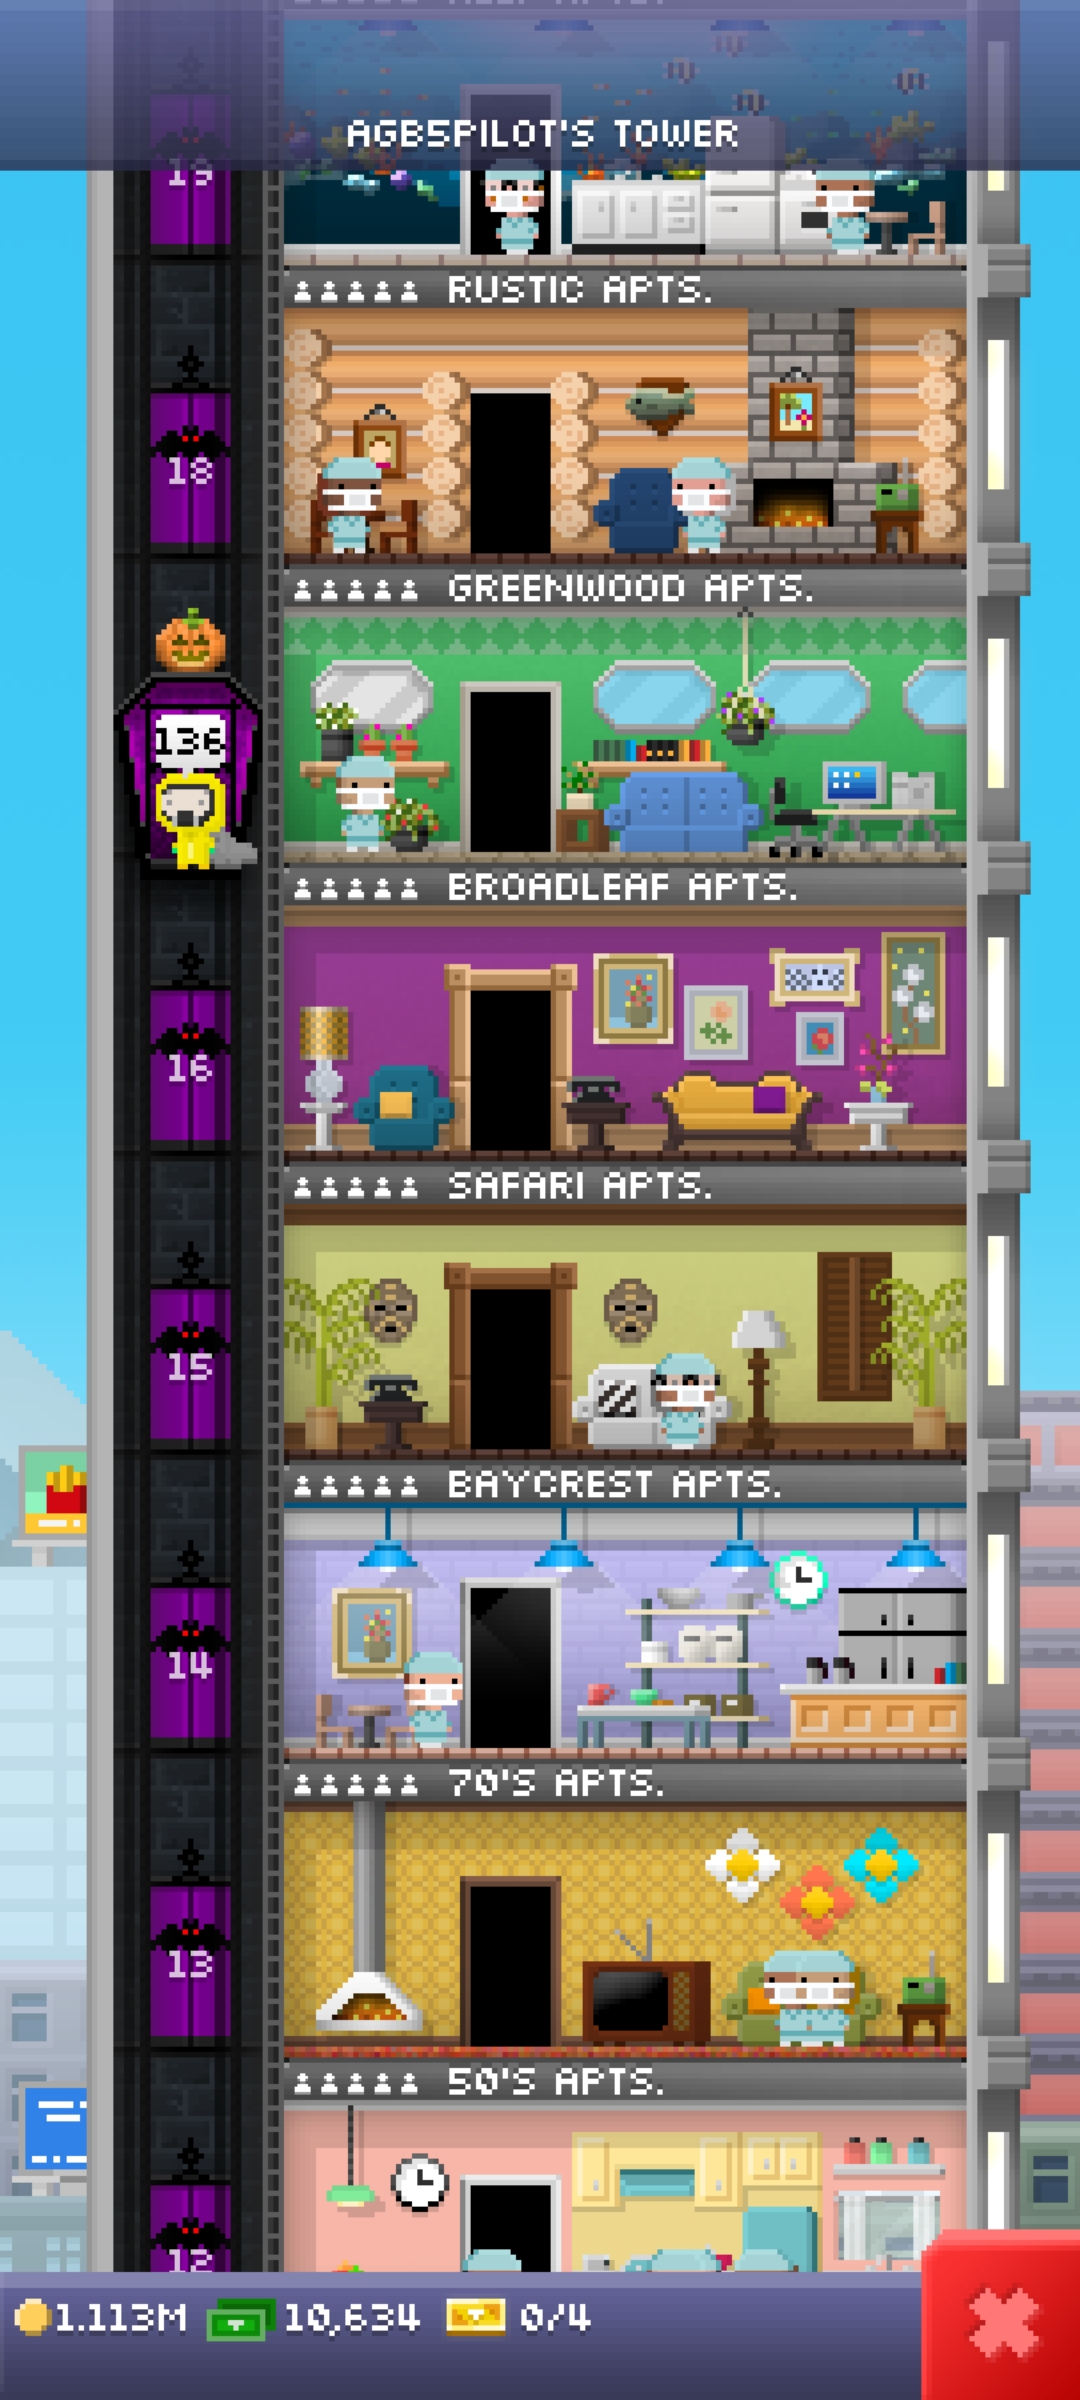 AGB5PILOT'S TOWER
19
RUSTIC APTS.
18
GREENWOOD APTS.
136
BROADLEAF APTS.
16
SAFARI APTS.
15
BAYCREST APTS.
14
70'S APTS.
13
50'S APTS.
12
1.113M 10,634 0/4